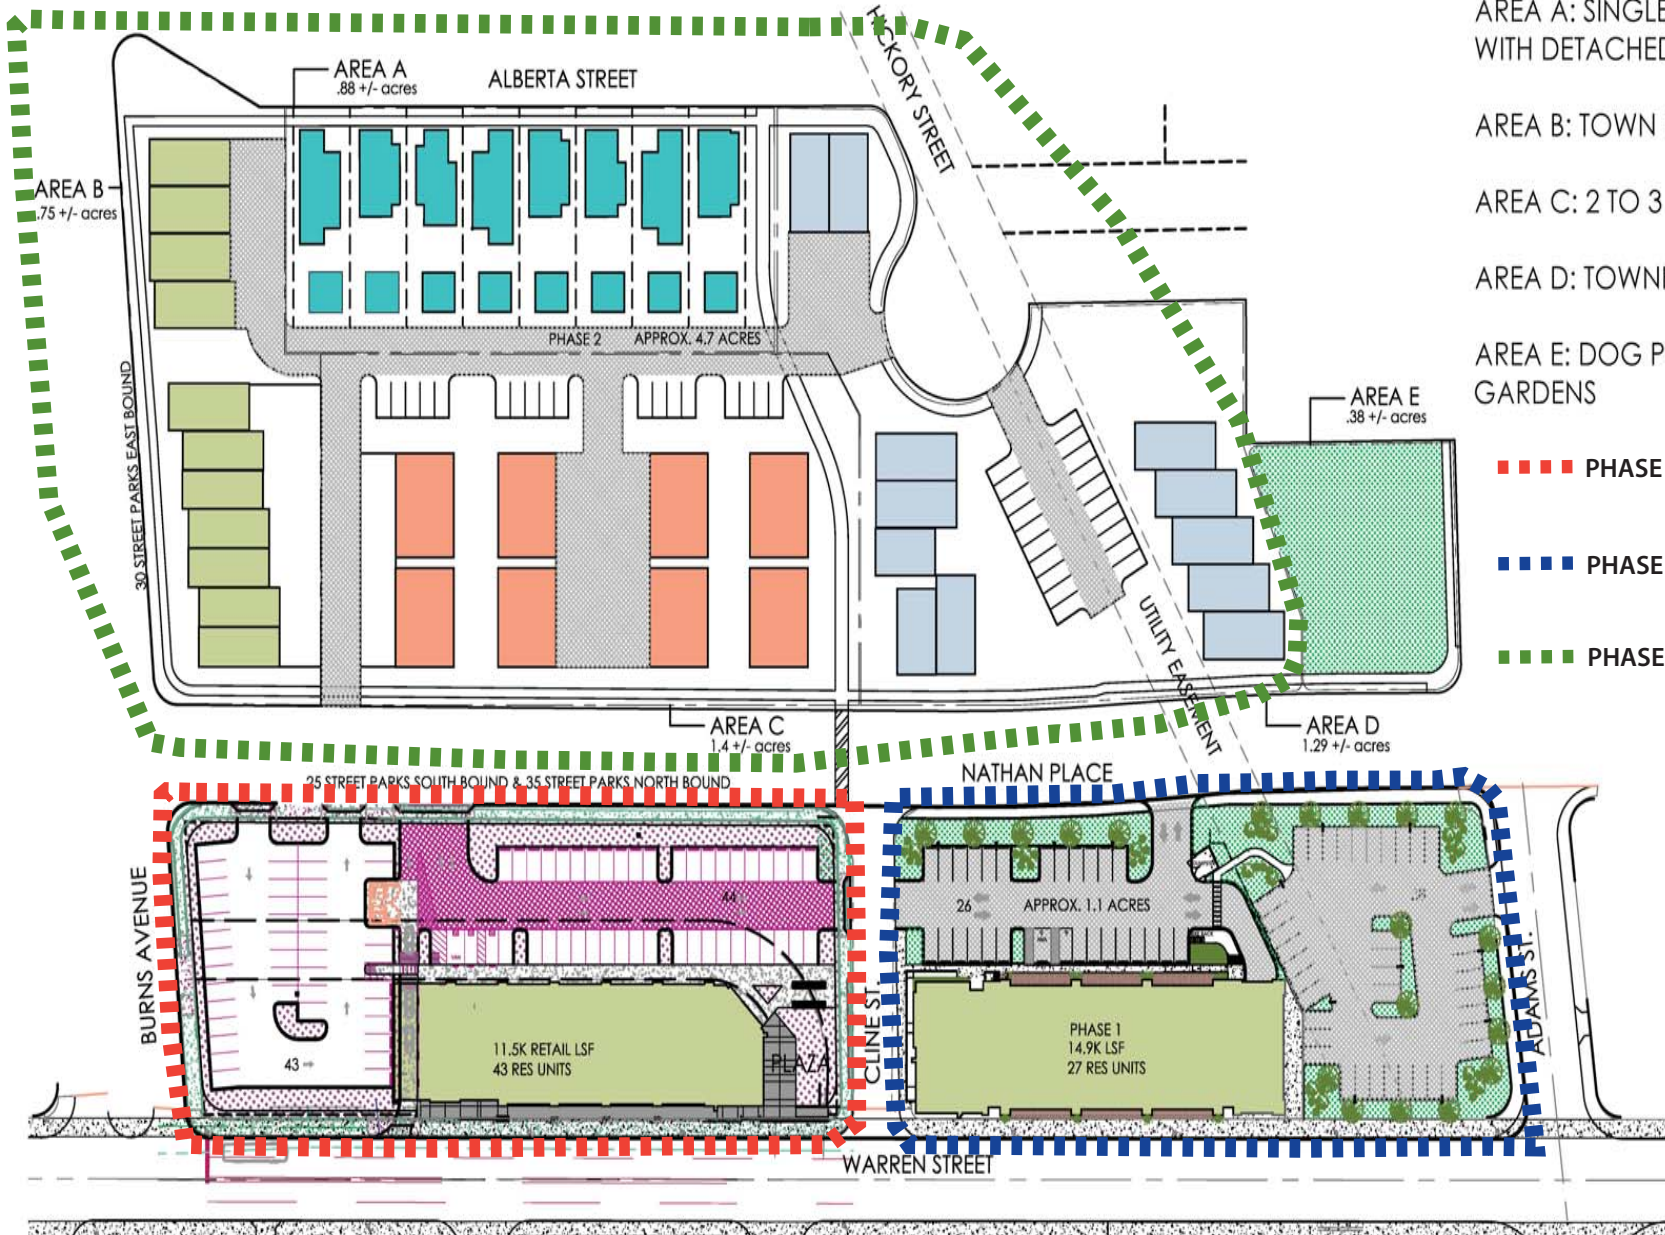 HICKORY STREET
AREA A
.88 +/- acres
ALBERTA STREET
AREA B
.75 +/- acres
PHASE 2
APPROX. 4.7 ACRES
30 STREET PARKS EAST BOUND
AREA E
.38 +/- acres
UTILITY EASEMENT
AREA C
1.4 +/- acres
AREA D
1.29 +/- acres
25 STREET PARKS SOUTH BOUND & 35 STREET PARKS NORTH BOUND
NATHAN PLACE
BURNS AVENUE
44
43
11.5K RETAIL LSF
43 RES UNITS
PLAZA
CLINE ST.
26
APPROX. 1.1 ACRES
PHASE 1
14.9K LSF
27 RES UNITS
ADAMS ST.
WARREN STREET
AREA A: SINGLE
WITH DETACHED
AREA B: TOWN
AREA C: 2 TO 3
AREA D: TOWN
AREA E: DOG P
GARDENS
PHASE
PHASE
PHASE